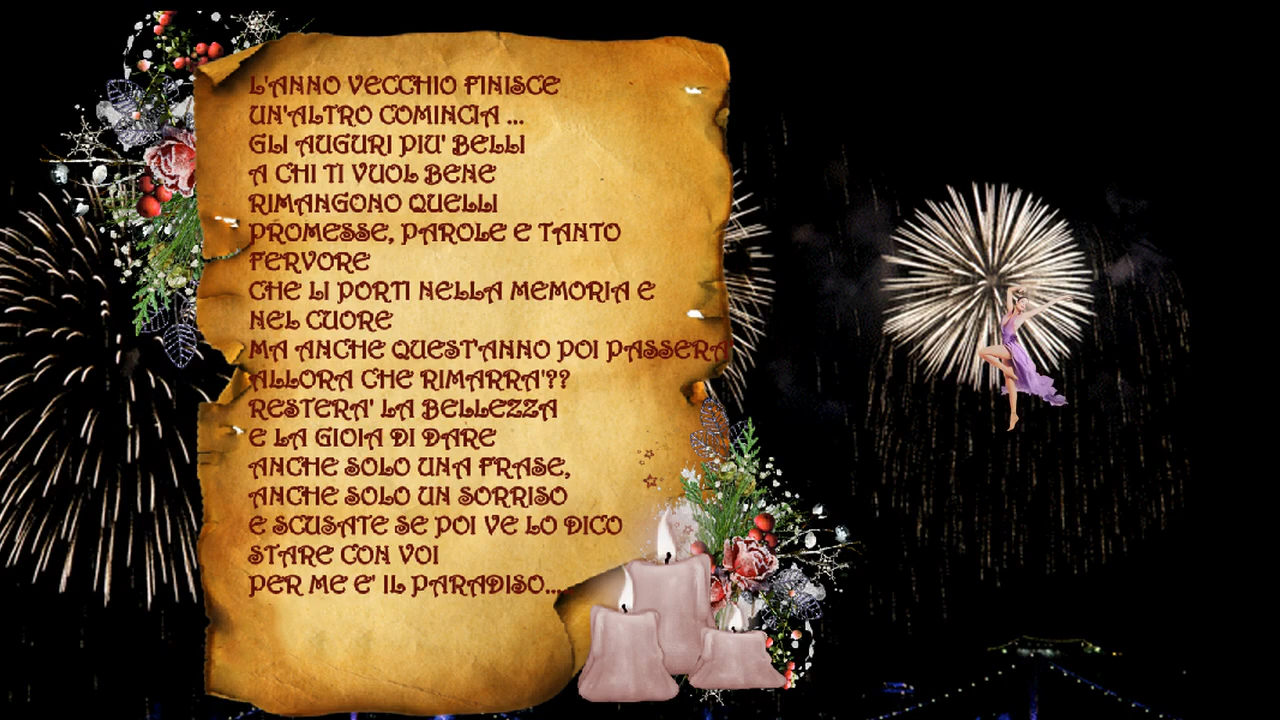 L'ANNO VECCHIO FINISCE
UN'ALTRO COMINCIA ...
GLI AUGURI PIU' BELLI
A CHI TI VUOL BENE
RIMANGONO QUELLI
PROMESSE, PAROLE E TANTO
FERVORE
CHE LI PORTI NELLA MEMORIA E
NEL CUORE
MA ANCHE QUEST'ANNO POI PASSERA'
ALLORA CHE RIMARRA'??
RESTERA' LA BELLEZZA
E LA GIOIA DI DARE
ANCHE SOLO UNA FRASE,
ANCHE SOLO UN SORRISO
E SCUSATE SE POI VE LO DICO
STARE CON VOI
PER ME E' IL PARADISO....